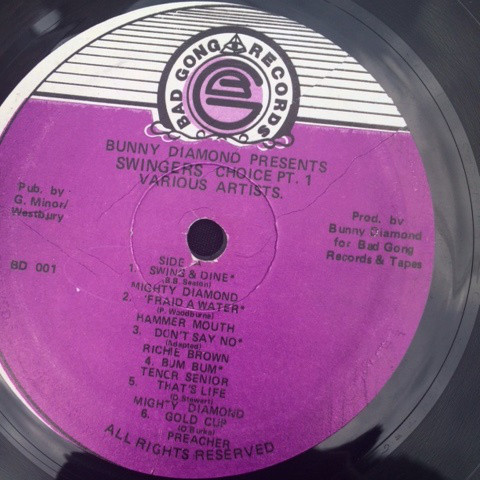 BAD GONG RECORDS
BUNNY DIAMOND PRESENTS
SWINGERS CHOICE PT. 1
VARIOUS ARTISTS.
Pub. by
G. Minor/
Westbury
Prod. by
Bunny Diamond
for Bad Gong
Records & Tapes
BD 001
SIDE A
1. SWING & DINE*
MIGHTY DIAMOND
2. 'FRAID A WATER*
(P. Woodburne)
HAMMER MOUTH
3. DON'T SAY NO*
(Adapted)
RICHIE BROWN
4. BUM BUM*
TENOR SENIOR
5. THAT'S LIFE
(D. Stewart)
MIGHTY DIAMOND
6. GOLD CUP
PREACHER
ALL RIGHTS RESERVED